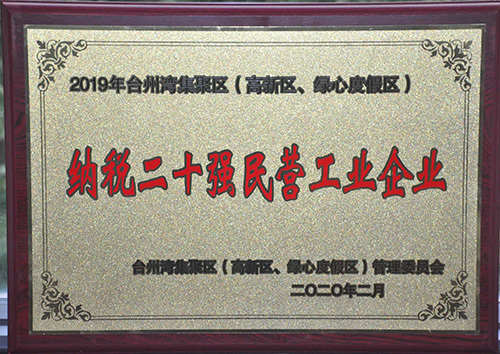 2019年台州湾集聚区（高新区、绿心度假区）
纳税二十强民营工业企业
台州湾集聚区（高新区、绿心度假区）管理委员会
二〇二〇年二月